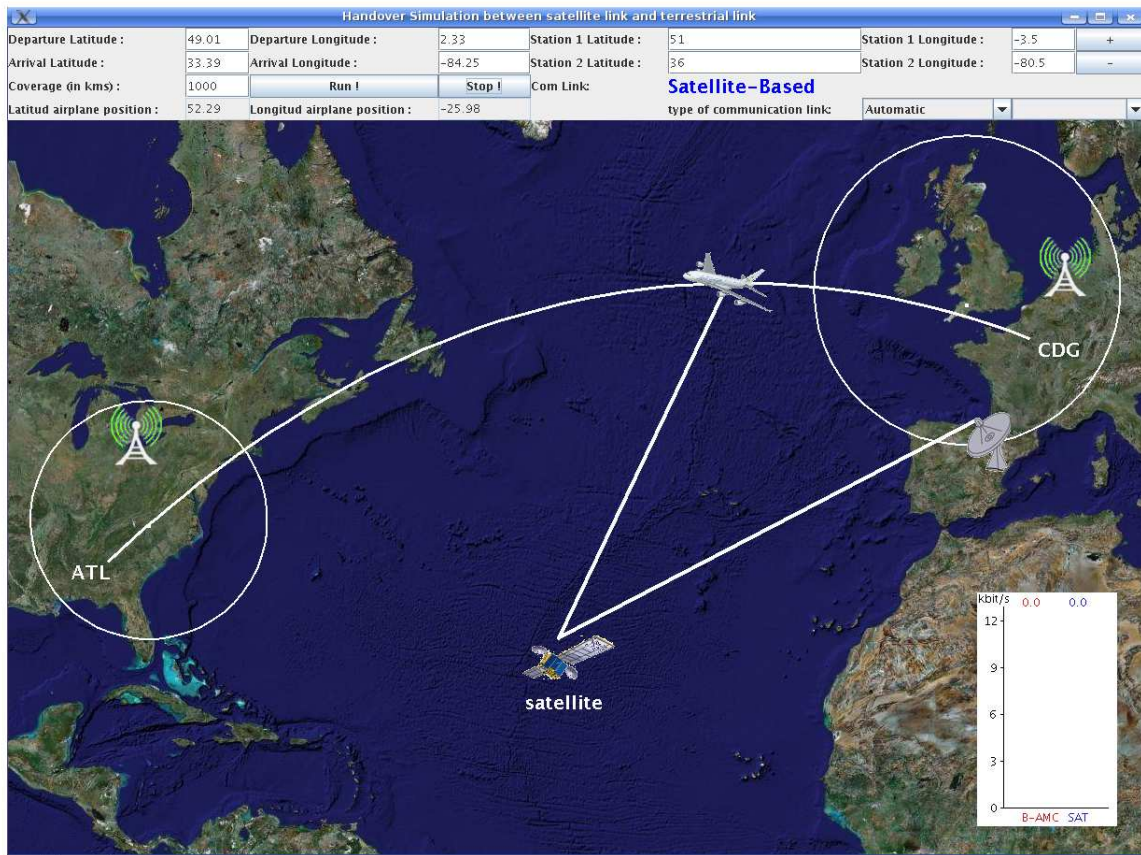 Handover Simulation between satellite link and terrestrial link
Departure Latitude : 49.01 Departure Longitude : 2.33 Station 1 Latitude : 51 Station 1 Longitude : -3.5 +
Arrival Latitude : 33.39 Arrival Longitude : -84.25 Station 2 Latitude : 36 Station 2 Longitude : -80.5 -
Coverage (in kms) : 1000 Run ! Stop ! Com Link: Satellite-Based
Latitud airplane position : 52.29 Longitud airplane position : -25.98 type of communication link: Automatic
CDG
ATL
satellite
kbit/s 0.0 0.0
12
9
6
3
0
B-AMC SAT